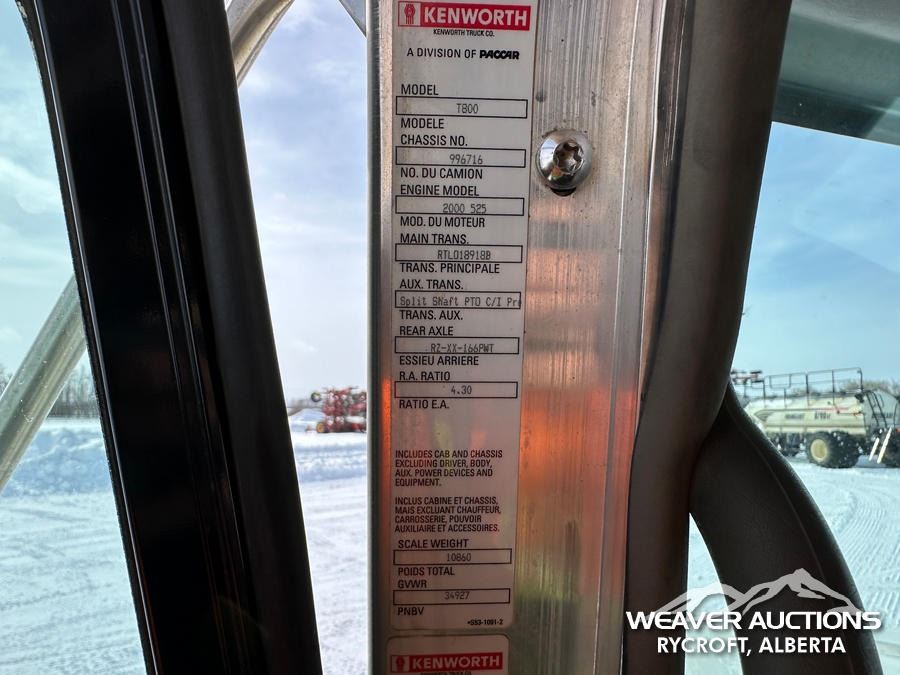 KENWORTH
KENWORTH TRUCK CO.
A DIVISION OF PACCAR
MODEL
T800
MODELE
CHASSIS NO.
996716
NO. DU CAMION
ENGINE MODEL
2000 525
MOD. DU MOTEUR
MAIN TRANS.
RTLO18918B
TRANS. PRINCIPALE
AUX. TRANS.
Split Shaft PTO C/I Pr
TRANS. AUX.
REAR AXLE
RZ-XX-166PWT
ESSIEU ARRIERE
R.A. RATIO
4.30
RATIO E.A.
INCLUDES CAB AND CHASSIS
EXCLUDING DRIVER, BODY,
AUX. POWER DEVICES AND
EQUIPMENT.
INCLUS CABINE ET CHASSIS,
MAIS EXCLUANT CHAUFFEUR,
CARROSSERIE, POUVOIR
AUXILIAIRE ET ACCESSOIRES.
SCALE WEIGHT
10860
POIDS TOTAL
GVWR
34927
PNBV
*S53-1091-2
KENWORTH
WEAVER AUCTIONS
RYCROFT, ALBERTA